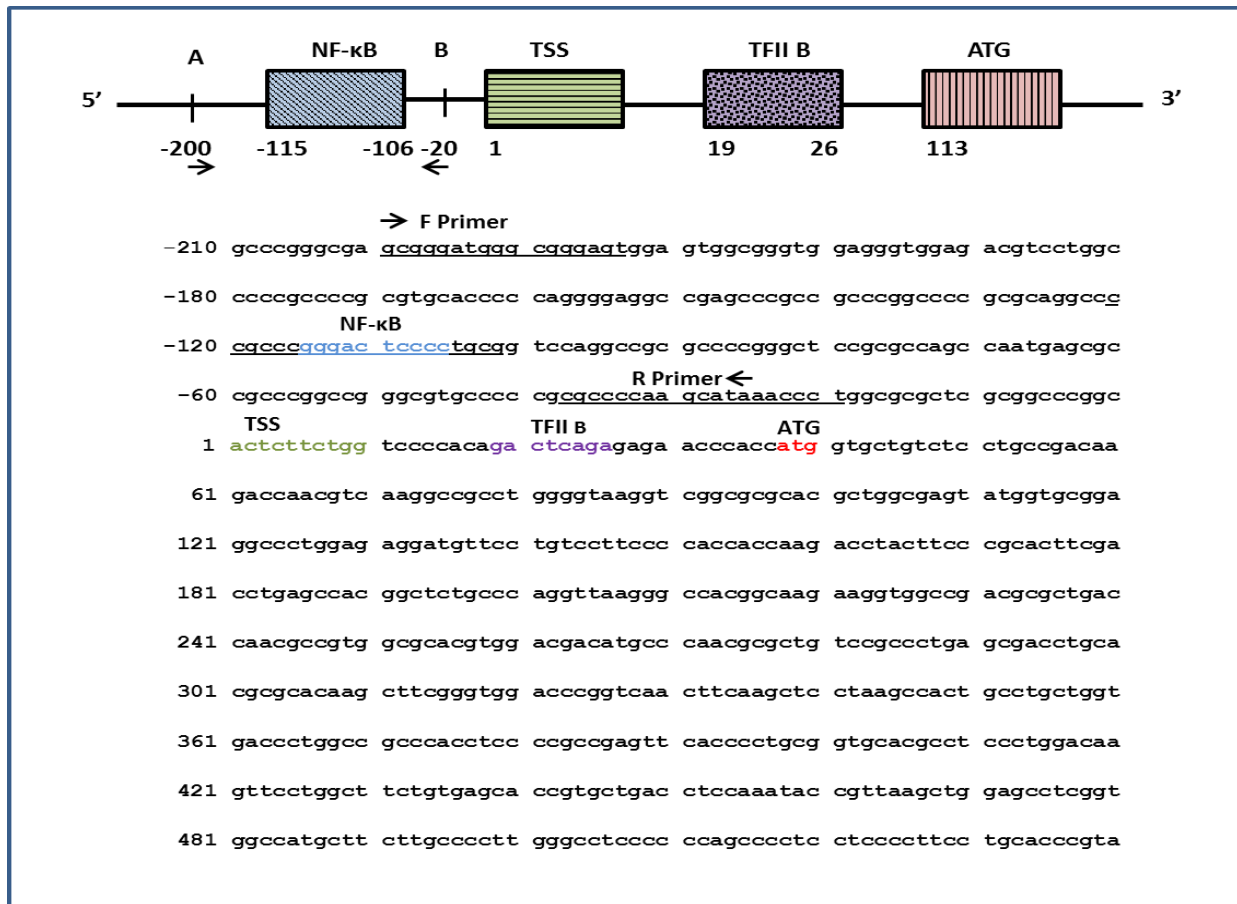 A NF-κB B TSS TFII B ATG
5’ 3’
-200 -115 -106 -20 1 19 26 113
→ ←
→ F Primer
-210 gcccgggcga gcgggatggg cgggagtgga gtggcgggtg gagggtggag acgtcctggc
-180 ccccgccccg cgtgcacccc caggggaggc cgagcccgcc gcccggcccc gcgcaggccc
NF-κB
-120 cgcccgggac tcccctgcgg tccaggccgc gccccgggct ccgcgccagc caatgagcgc
R Primer ←
-60 cgcccggccg ggcgtgcccc cgcgccccaa gcataaaccc tggcgcgctc gcggcccggc
TSS TFII B ATG
1 actcttctgg tccccacaga ctcagagaga acccaccatg gtgctgtctc ctgccgacaa
61 gaccaacgtc aaggccgcct ggggtaaggt cggcgcgcac gctggcgagt atggtgcgga
121 ggccctggag aggatgttcc tgtccttccc caccaccaag acctacttcc cgcacttcga
181 cctgagccac ggctctgccc aggttaaggg ccacggcaag aaggtggccg acgcgctgac
241 caacgccgtg gcgcacgtgg acgacatgcc caacgcgctg tccgccctga gcgacctgca
301 cgcgcacaag cttcgggtgg acccggtcaa cttcaagctc ctaagccact gcctgctggt
361 gaccctggcc gcccacctcc ccgccgagtt cacccctgcg gtgcacgcct ccctggacaa
421 gttcctggct tctgtgagca ccgtgctgac ctccaaatac cgttaagctg gagcctcggt
481 ggccatgctt cttgcccctt gggcctcccc ccagcccctc ctccccttcc tgcacccgta